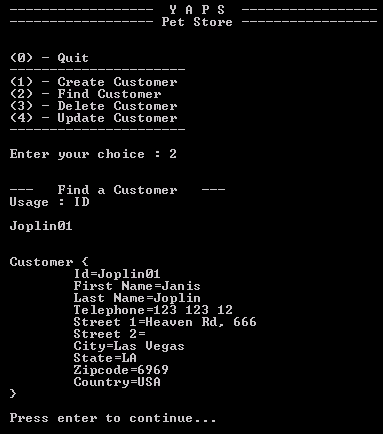 ------------------ Y A P S -----------------
------------------ Pet Store -----------------
(0) - Quit
----------------------
(1) - Create Customer
(2) - Find Customer
(3) - Delete Customer
(4) - Update Customer
----------------------
Enter your choice : 2
--- Find a Customer ---
Usage : ID
Joplin01
Customer {
Id=Joplin01
First Name=Janis
Last Name=Joplin
Telephone=123 123 12
Street 1=Heaven Rd, 666
Street 2=
City=Las Vegas
State=LA
Zipcode=6969
Country=USA
}
Press enter to continue...